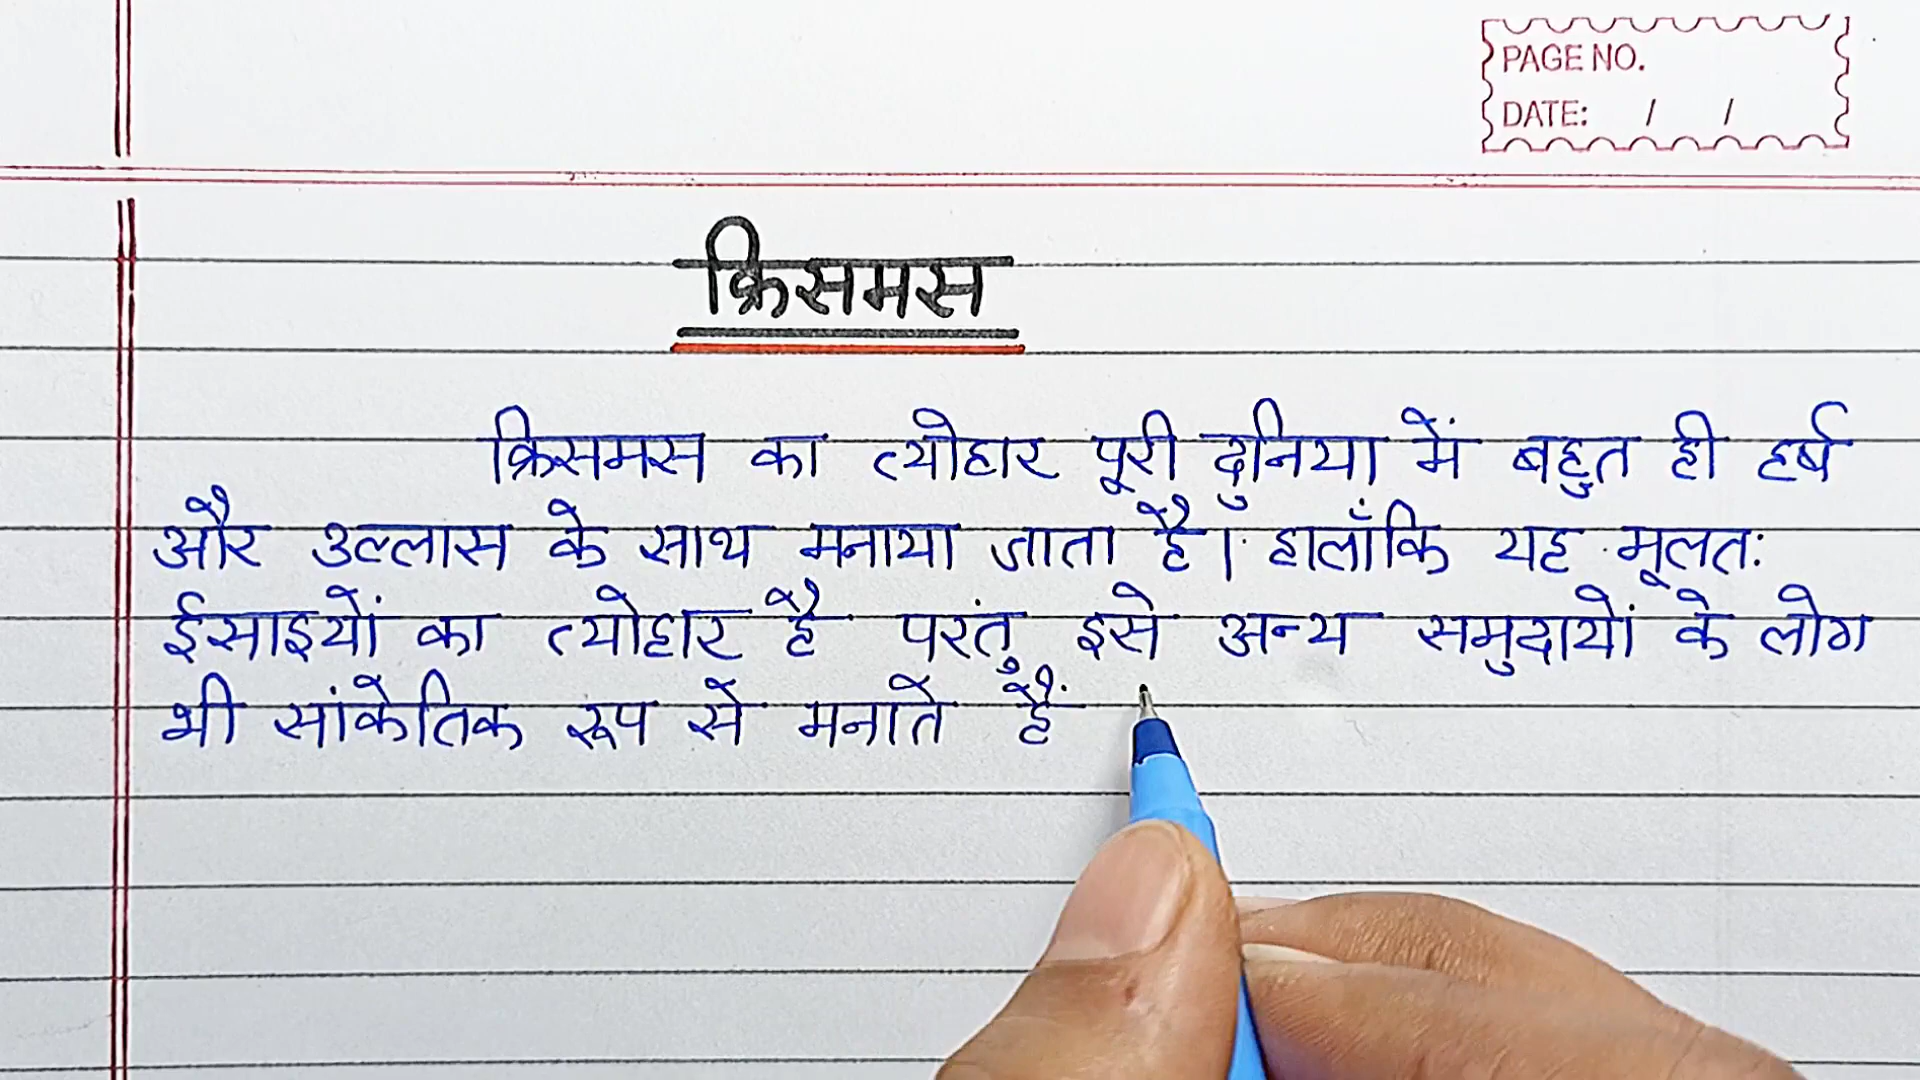 PAGE NO.
DATE: / /
क्रिसमस
क्रिसमस का त्योहार पूरी दुनिया में बहुत ही हर्ष
और उल्लास के साथ मनाया जाता है। हालाँकि यह मूलत:
ईसाइयों का त्योहार है परंतु इसे अन्य समुदायों के लोग
भी सांकेतिक रूप से मनाते हैं